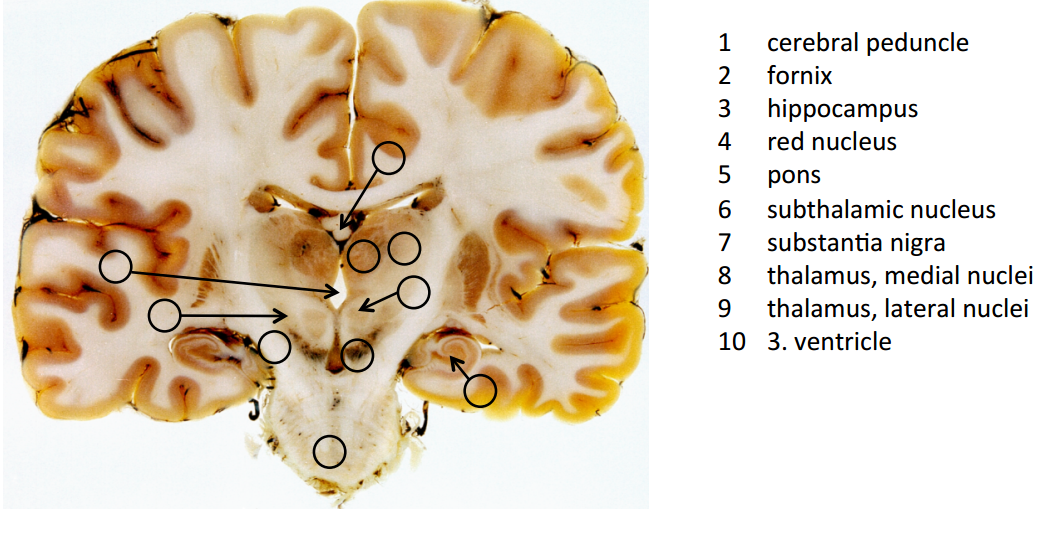 1 cerebral peduncle
2 fornix
3 hippocampus
4 red nucleus
5 pons
6 subthalamic nucleus
7 substantia nigra
8 thalamus, medial nuclei
9 thalamus, lateral nuclei
10 3. ventricle